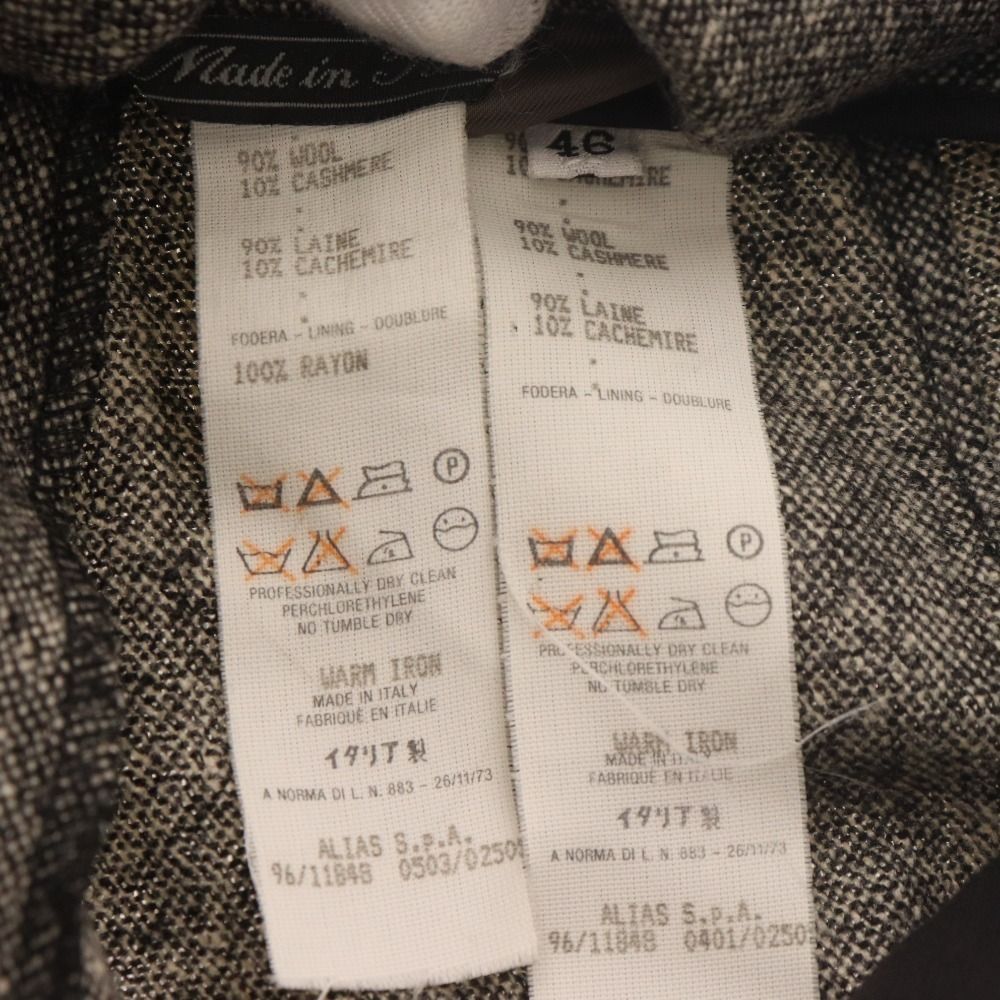 Made in
90% WOOL
10% CASHMERE
90% LAINE
10% CACHEMIRE
FODERA - LINING - DOUBLURE
100% RAYON
P
PROFESSIONALLY DRY CLEAN
PERCHLORETHYLENE
NO TUMBLE DRY
WARM IRON
MADE IN ITALY
FABRIQUÉ EN ITALIE
イタリア製
A NORMA DI L. N. 883 - 26/11/73
ALIAS S.p.A.
96/11848 0503/0250
46
90% WOOL
10% CASHMERE
90% LAINE
10% CACHEMIRE
FODERA - LINING - DOUBLURE
P
PROFESSIONALLY DRY CLEAN
PERCHLORETHYLENE
NO TUMBLE DRY
WARM IRON
MADE IN ITALY
FABRIQUÉ EN ITALIE
イタリア製
A NORMA DI L. N. 883 - 26/11/73
ALIAS S.p.A.
96/11848 0401/0250